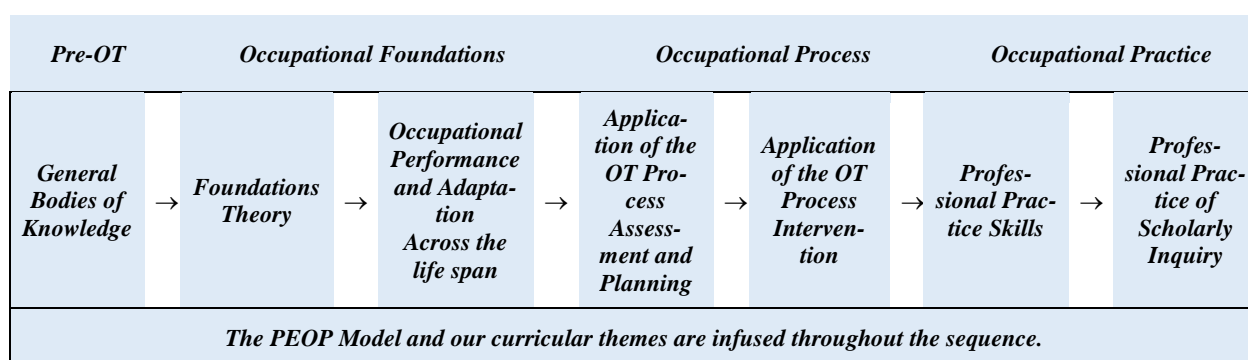 Pre-OT
Occupational Foundations
Occupational Process
Occupational Practice
General
Bodies of
Knowledge
→
Foundations
Theory
→
Occupational
Performance
and Adapta-
tion
Across the
life span
→
Applica-
tion of the
OT Pro-
cess
Assess-
ment and
Planning
→
Application
of the OT
Process
Interven-
tion
→
Profes-
sional Prac-
tice Skills
→
Profes-
sional Prac-
tice of
Scholarly
Inquiry
The PEOP Model and our curricular themes are infused throughout the sequence.